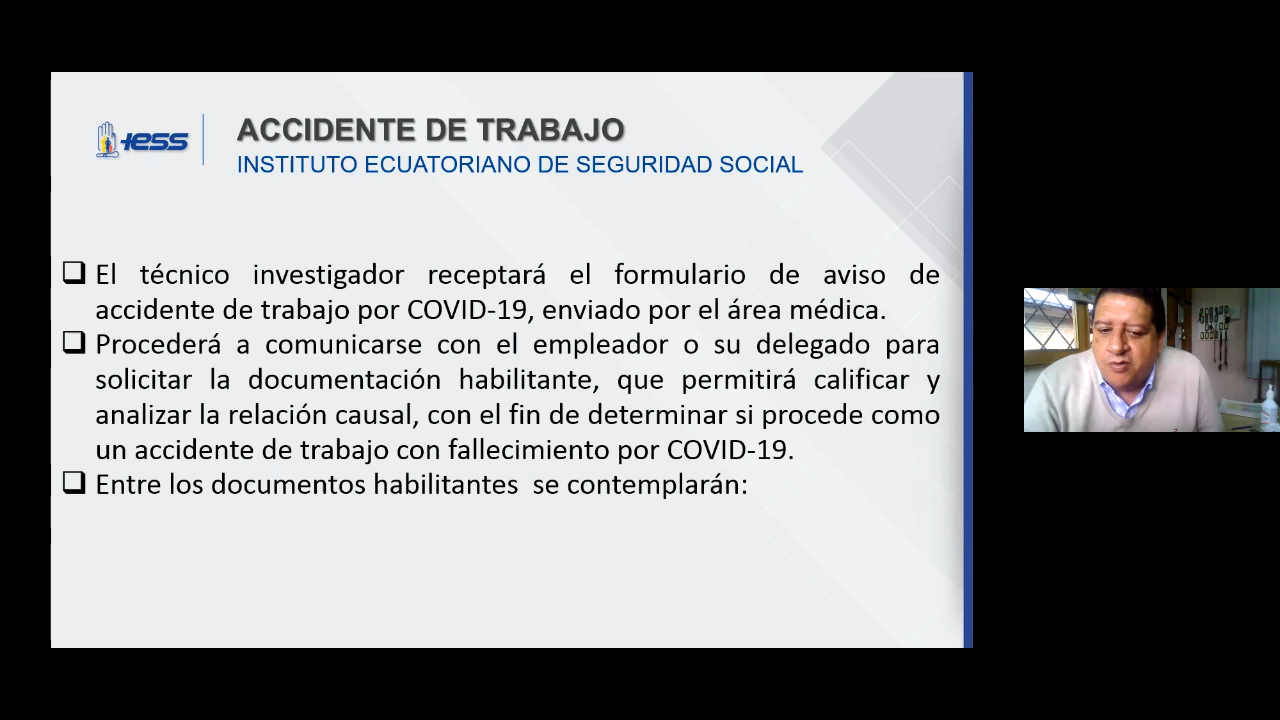 IESS
ACCIDENTE DE TRABAJO
INSTITUTO ECUATORIANO DE SEGURIDAD SOCIAL
El técnico investigador receptará el formulario de aviso de
accidente de trabajo por COVID-19, enviado por el área médica.
Procederá a comunicarse con el empleador o su delegado para
solicitar la documentación habilitante, que permitirá calificar y
analizar la relación causal, con el fin de determinar si procede como
un accidente de trabajo con fallecimiento por COVID-19.
Entre los documentos habilitantes se contemplarán: